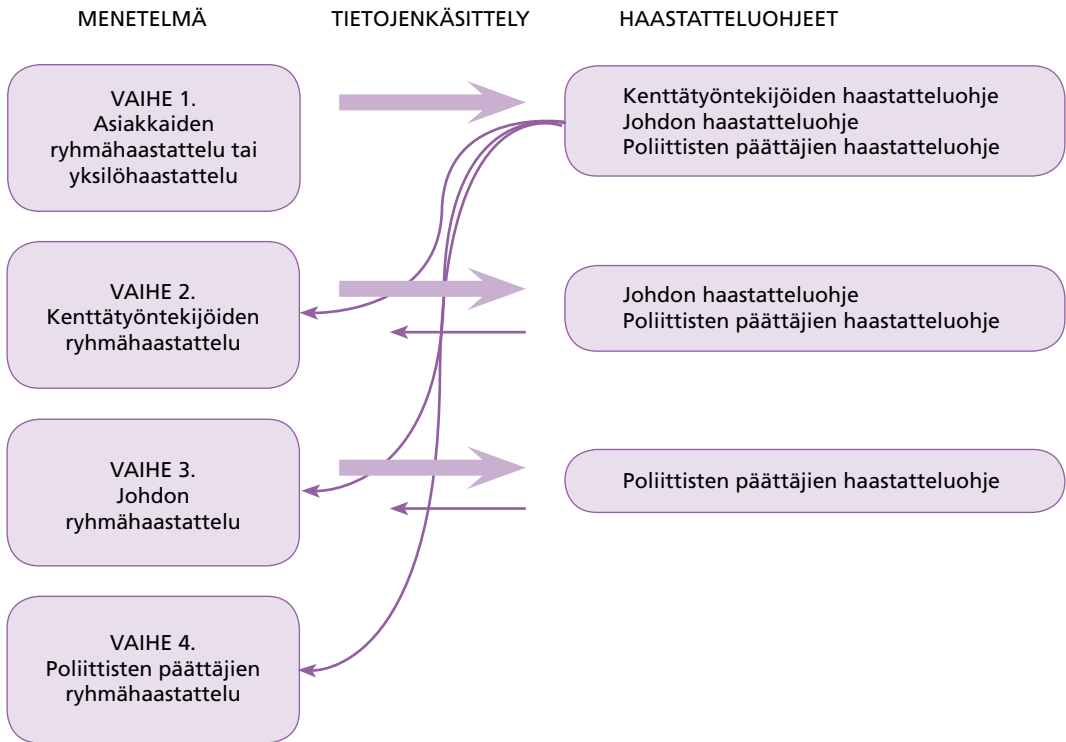 MENETELMÄ
TIETOJENKÄSITTELY
HAASTATTELUOHJEET
VAIHE 1.
Asiakkaiden
ryhmähaastattelu tai
yksilöhaastattelu
Kenttätyöntekijöiden haastatteluohje
Johdon haastatteluohje
Poliittisten päättäjien haastatteluohje
VAIHE 2.
Kenttätyöntekijöiden
ryhmähaastattelu
Johdon haastatteluohje
Poliittisten päättäjien haastatteluohje
VAIHE 3.
Johdon
ryhmähaastattelu
Poliittisten päättäjien haastatteluohje
VAIHE 4.
Poliittisten päättäjien
ryhmähaastattelu